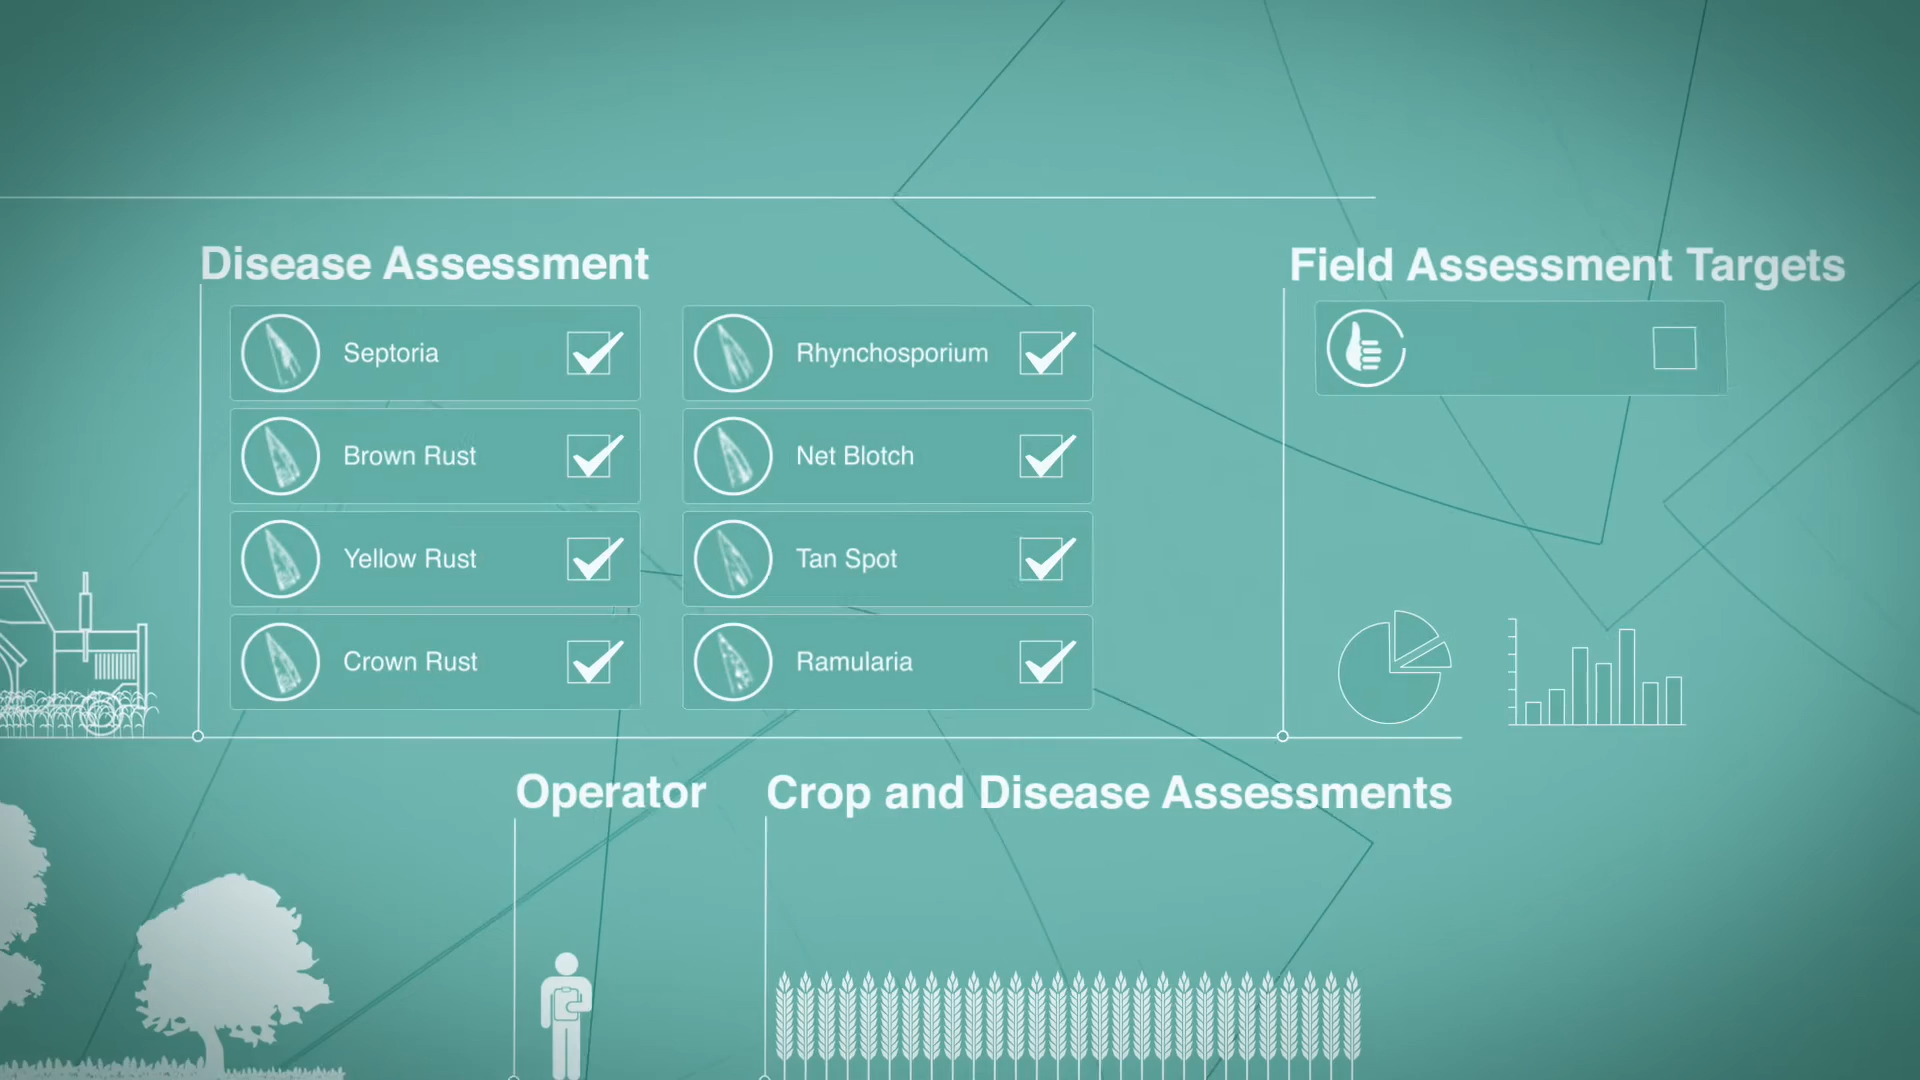 Disease Assessment
Septoria
Brown Rust
Yellow Rust
Crown Rust
Rhynchosporium
Net Blotch
Tan Spot
Ramularia
Field Assessment Targets
Operator
Crop and Disease Assessments